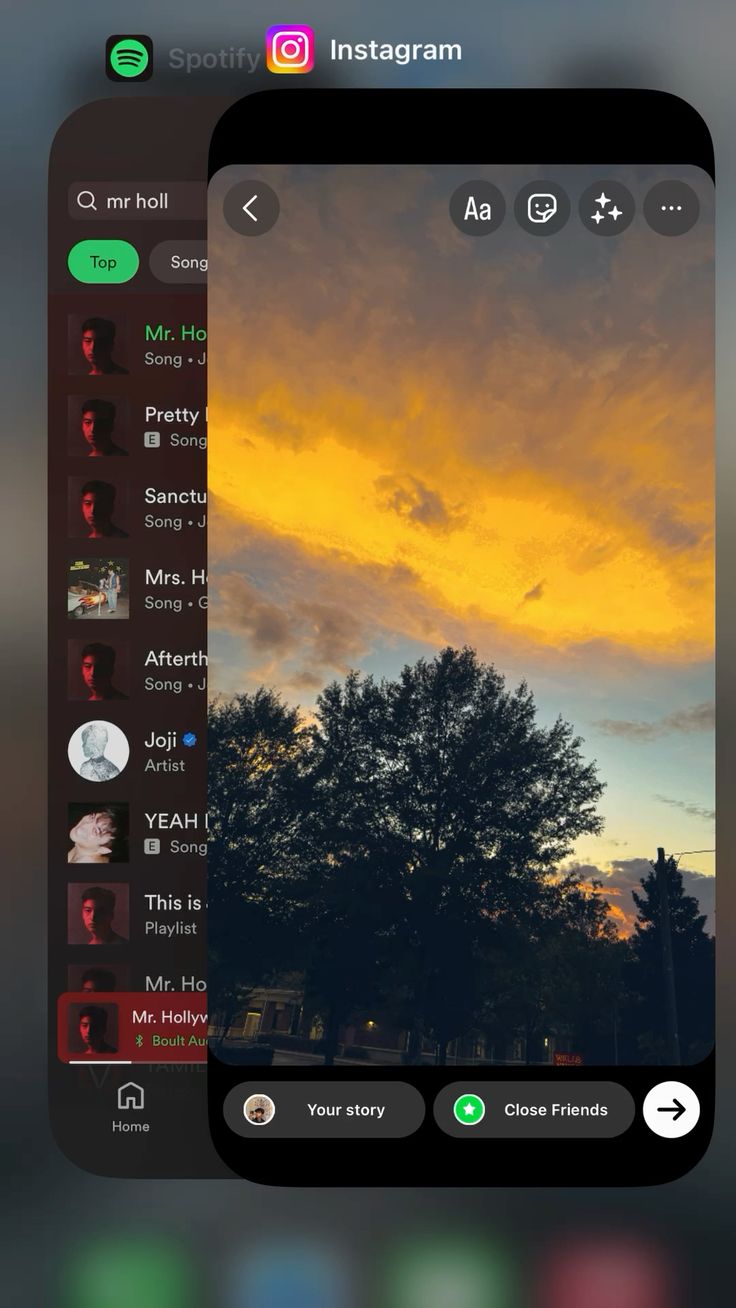 Spotify
Instagram
mr holl
Aa
Top
Song
Mr. Ho
Song • J
Pretty
E Song
Sanctu
Song • J
Mrs. H
Song • G
Afterth
Song • J
Joji
Artist
YEAH
E Song
This is
Playlist
Mr. Ho
Mr. Hollyw
Boult Au
Home
Your story
Close Friends